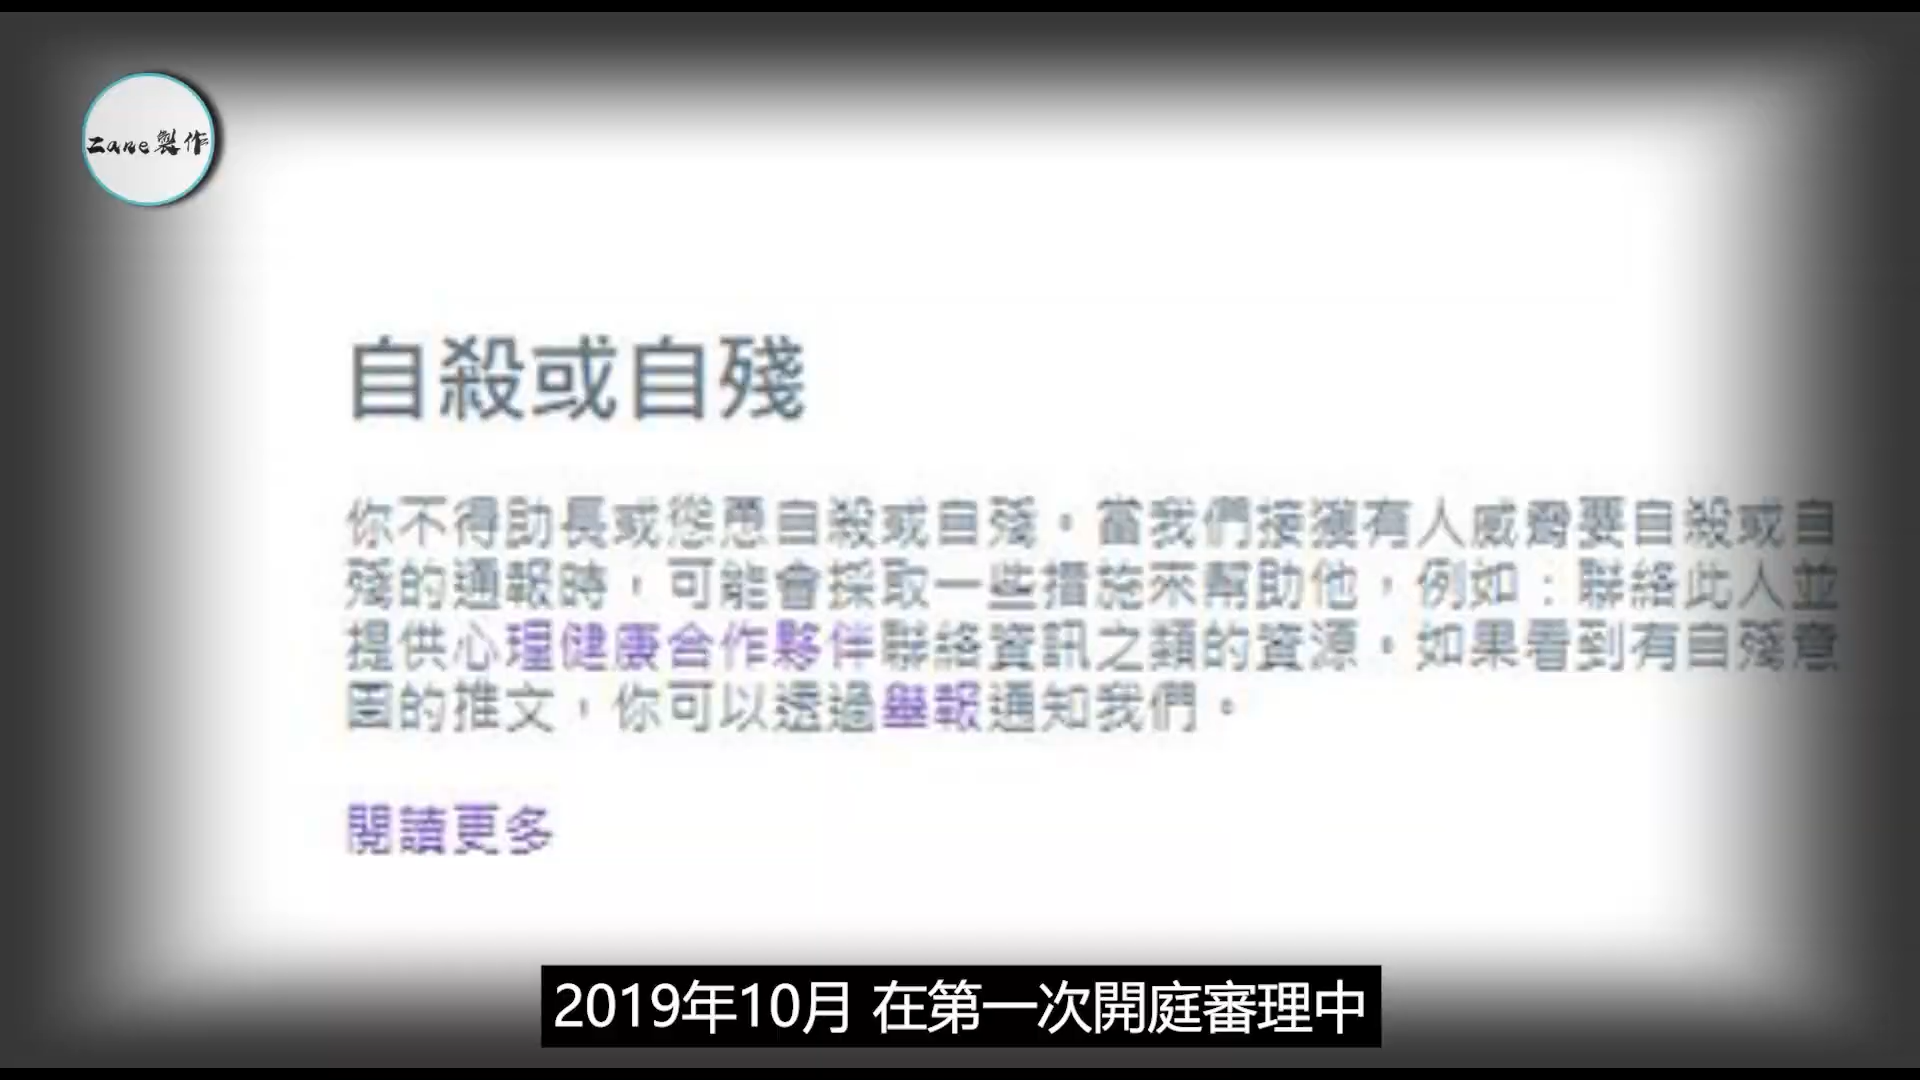 Zane製作
自殺或自殘
你不得助長或慫恿自殺或自殘。當我們接獲有人威脅要自殺或自
殘的通報時，可能會採取一些措施來幫助他，例如：聯絡此人並
提供心理健康合作夥伴聯絡資訊之類的資源。如果看到有自殘意
圖的推文，你可以透過舉報通知我們。
閱讀更多
2019年10月 在第一次開庭審理中